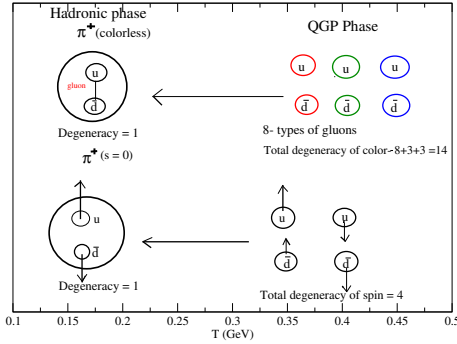 Hadronic phase
QGP Phase
π⁺ (colorless)
u
gluon
d̄
u u u
d̄ d̄ d̄
Degeneracy = 1
8- types of gluons
Total degeneracy of color~8+3+3 =14
π⁺ (s = 0)
u
d̄
u u
d̄ d̄
Degeneracy = 1
Total degeneracy of spin = 4
0.1 0.15 0.2 0.25 0.3 0.35 0.4 0.45 0.5
T (GeV)